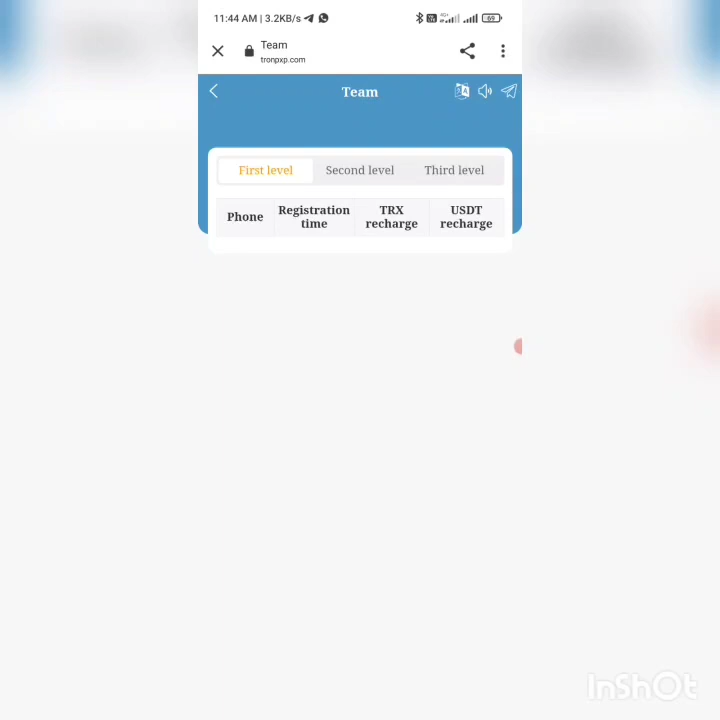 11:44 AM | 3.2KB/s
69
Team
tronpxp.com
Team
First level Second level Third level
Phone Registration time TRX recharge USDT recharge
InShOt